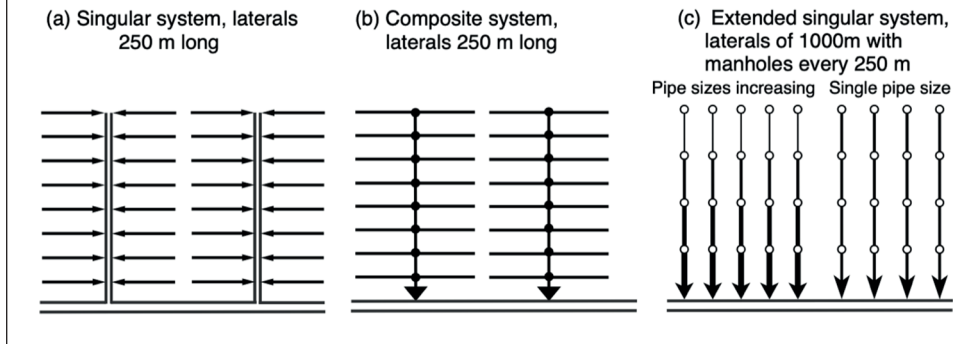 (a) Singular system, laterals
250 m long
(b) Composite system,
laterals 250 m long
(c) Extended singular system,
laterals of 1000m with
manholes every 250 m
Pipe sizes increasing
Single pipe size